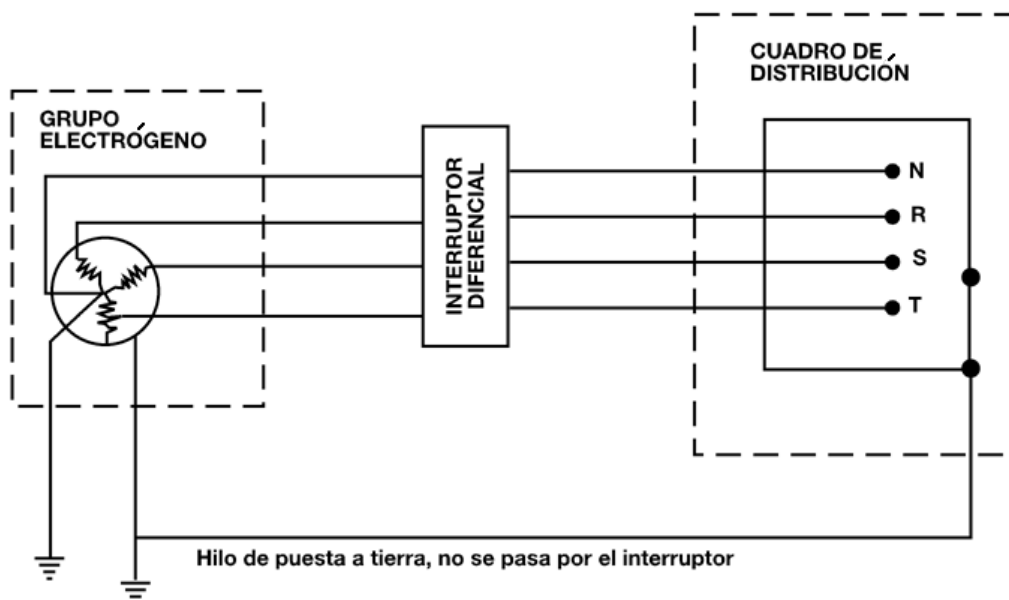 CUADRO DE
DISTRIBUCIÓN
GRUPO
ELECTRÓGENO
INTERRUPTOR
DIFERENCIAL
N
R
S
T
Hilo de puesta a tierra, no se pasa por el interruptor